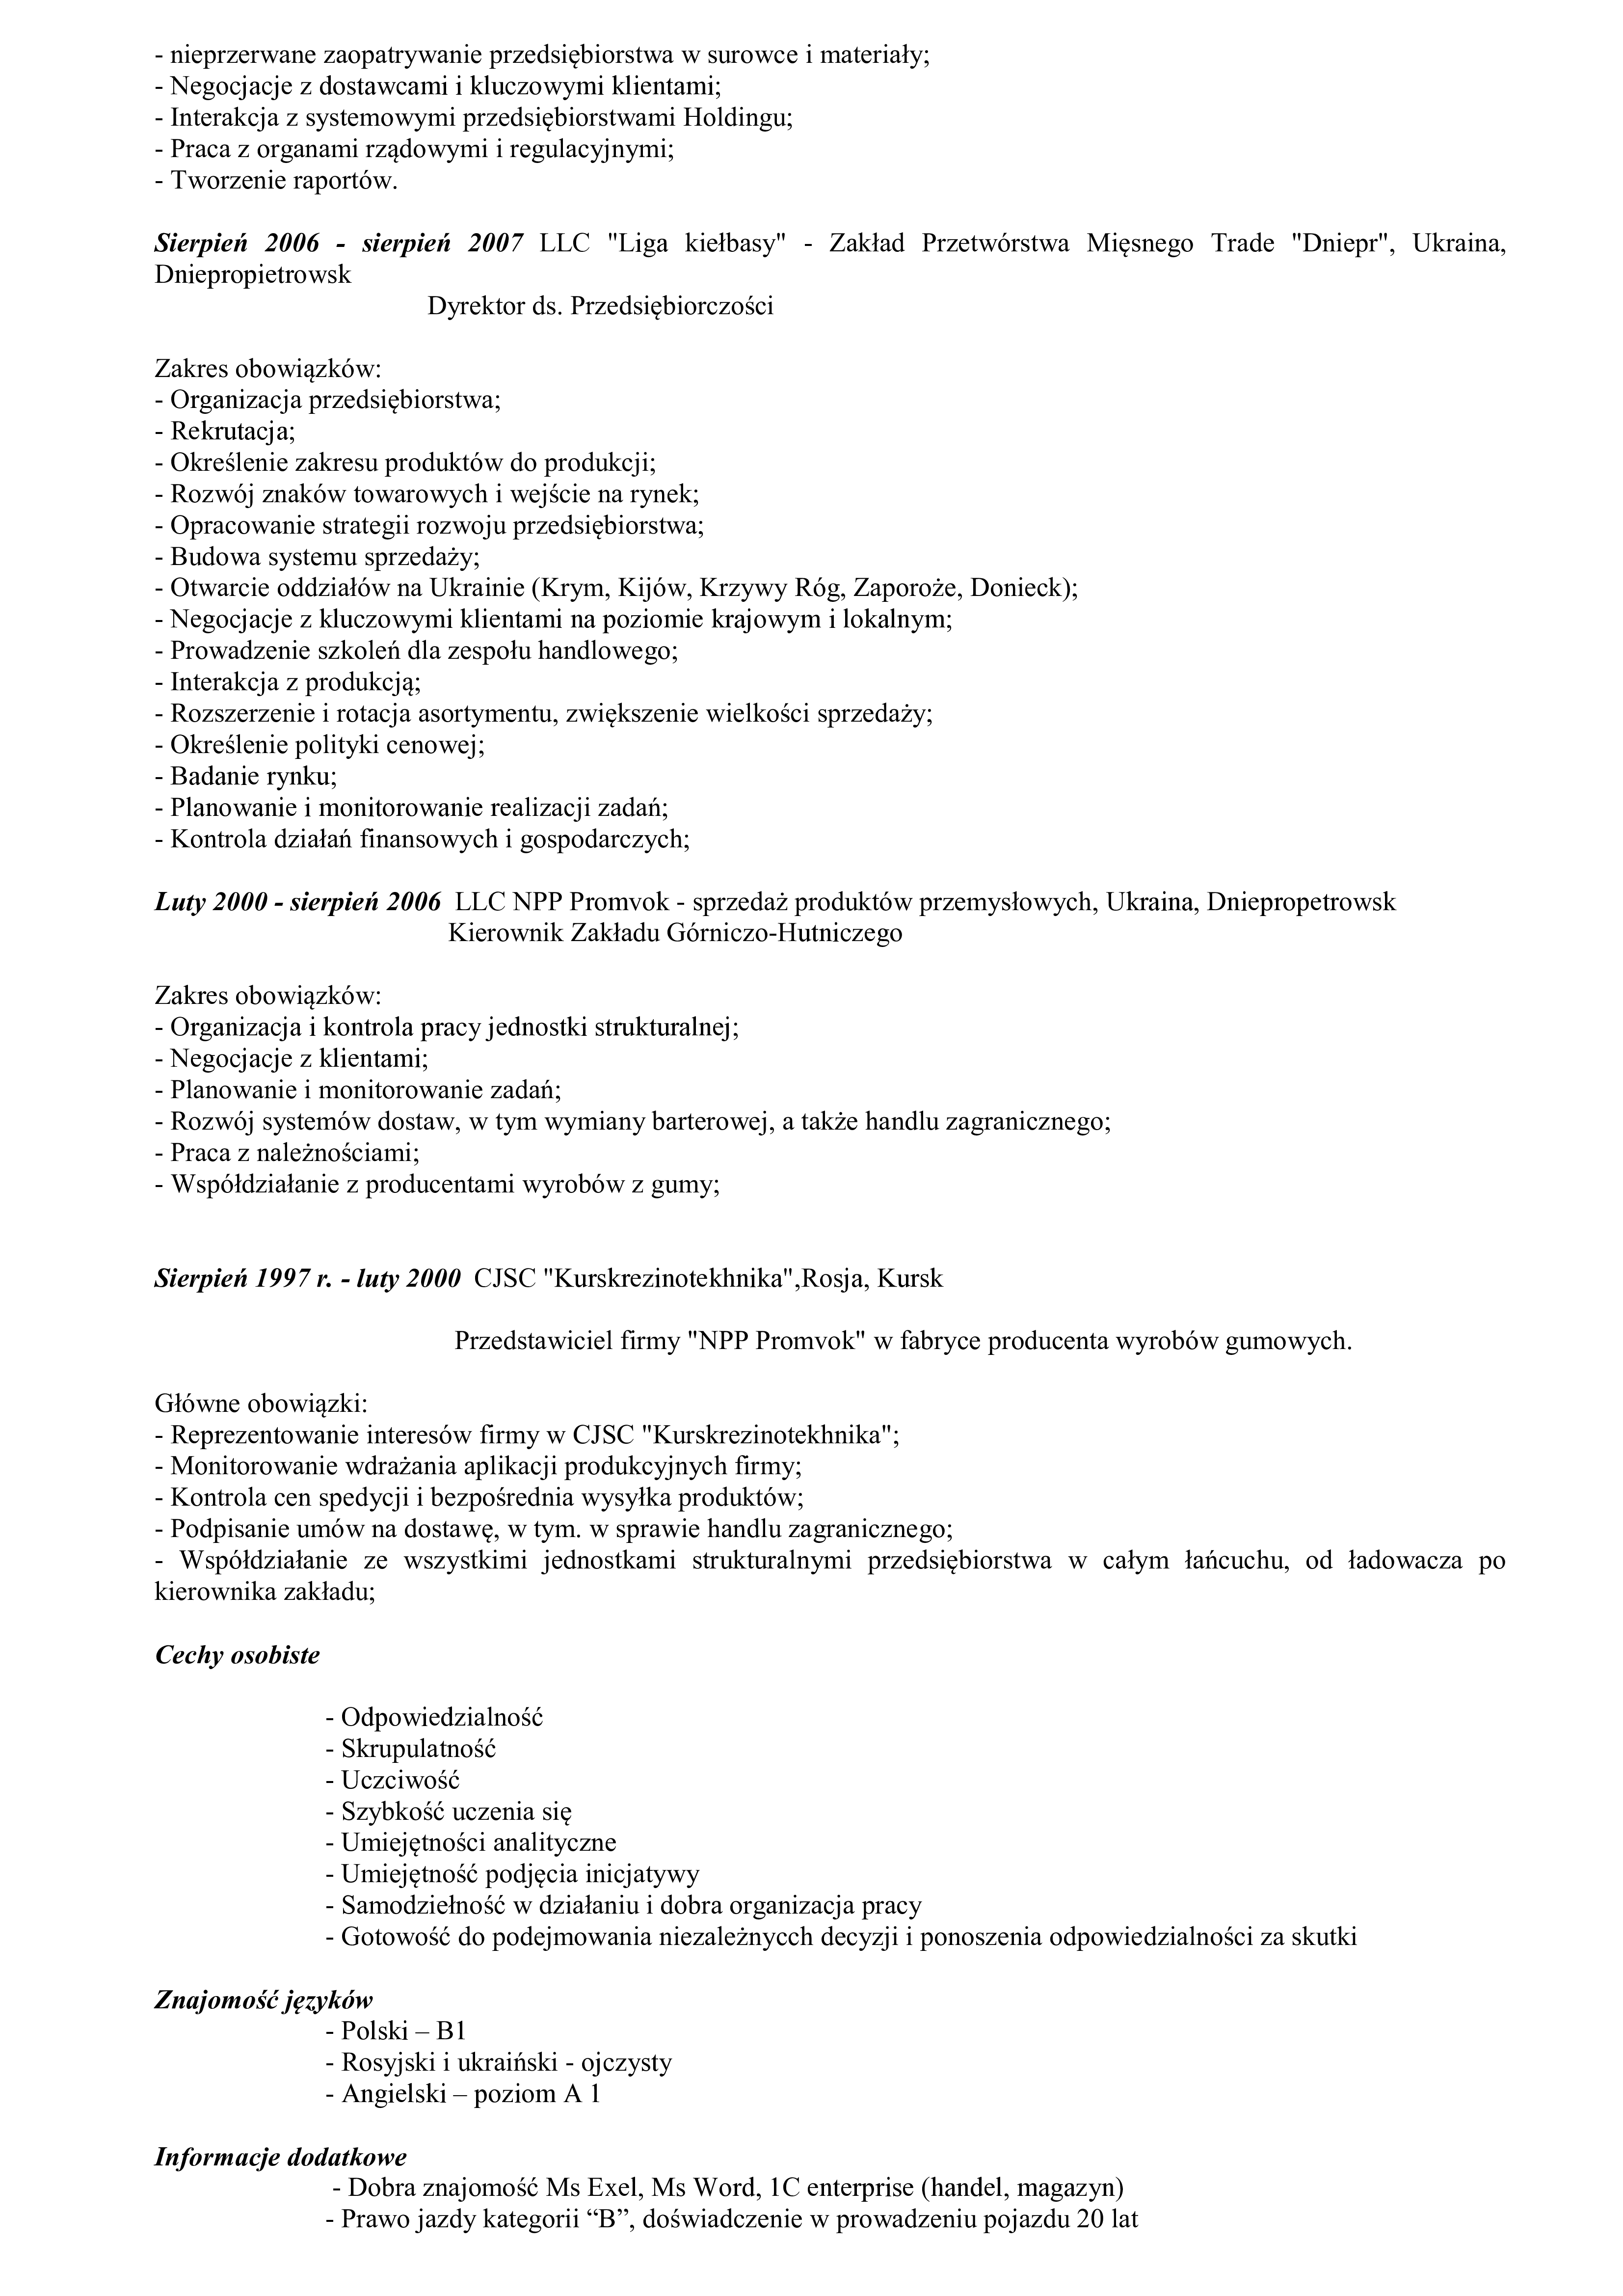 - nieprzerwane zaopatrywanie przedsiębiorstwa w surowce i materiały;
- Negocjacje z dostawcami i kluczowymi klientami;
- Interakcja z systemowymi przedsiębiorstwami Holdingu;
- Praca z organami rządowymi i regulacyjnymi;
- Tworzenie raportów.
Sierpień 2006 - sierpień 2007 LLC "Liga kiełbasy" - Zakład Przetwórstwa Mięsnego Trade "Dniepr", Ukraina,
Dniepropietrowsk
Dyrektor ds. Przedsiębiorczości
Zakres obowiązków:
- Organizacja przedsiębiorstwa;
- Rekrutacja;
- Określenie zakresu produktów do produkcji;
- Rozwój znaków towarowych i wejście na rynek;
- Opracowanie strategii rozwoju przedsiębiorstwa;
- Budowa systemu sprzedaży;
- Otwarcie oddziałów na Ukrainie (Krym, Kijów, Krzywy Róg, Zaporoże, Donieck);
- Negocjacje z kluczowymi klientami na poziomie krajowym i lokalnym;
- Prowadzenie szkoleń dla zespołu handlowego;
- Interakcja z produkcją;
- Rozszerzenie i rotacja asortymentu, zwiększenie wielkości sprzedaży;
- Określenie polityki cenowej;
- Badanie rynku;
- Planowanie i monitorowanie realizacji zadań;
- Kontrola działań finansowych i gospodarczych;
Luty 2000 - sierpień 2006 LLC NPP Promvok - sprzedaż produktów przemysłowych, Ukraina, Dniepropetrowsk
Kierownik Zakładu Górniczo-Hutniczego
Zakres obowiązków:
- Organizacja i kontrola pracy jednostki strukturalnej;
- Negocjacje z klientami;
- Planowanie i monitorowanie zadań;
- Rozwój systemów dostaw, w tym wymiany barterowej, a także handlu zagranicznego;
- Praca z należnościami;
- Współdziałanie z producentami wyrobów z gumy;
Sierpień 1997 r. - luty 2000 CJSC "Kurskrezinotekhnika",Rosja, Kursk
Przedstawiciel firmy "NPP Promvok" w fabryce producenta wyrobów gumowych.
Główne obowiązki:
- Reprezentowanie interesów firmy w CJSC "Kurskrezinotekhnika";
- Monitorowanie wdrażania aplikacji produkcyjnych firmy;
- Kontrola cen spedycji i bezpośrednia wysyłka produktów;
- Podpisanie umów na dostawę, w tym. w sprawie handlu zagranicznego;
- Współdziałanie ze wszystkimi jednostkami strukturalnymi przedsiębiorstwa w całym łańcuchu, od ładowacza po
kierownika zakładu;
Cechy osobiste
- Odpowiedzialność
- Skrupulatność
- Uczciwość
- Szybkość uczenia się
- Umiejętności analityczne
- Umiejętność podjęcia inicjatywy
- Samodziełność w działaniu i dobra organizacja pracy
- Gotowość do podejmowania niezależnycch decyzji i ponoszenia odpowiedzialności za skutki
Znajomość języków
- Polski – B1
- Rosyjski i ukraiński - ojczysty
- Angielski – poziom A 1
Informacje dodatkowe
- Dobra znajomość Ms Exel, Ms Word, 1C enterprise (handel, magazyn)
- Prawo jazdy kategorii “B”, doświadczenie w prowadzeniu pojazdu 20 lat